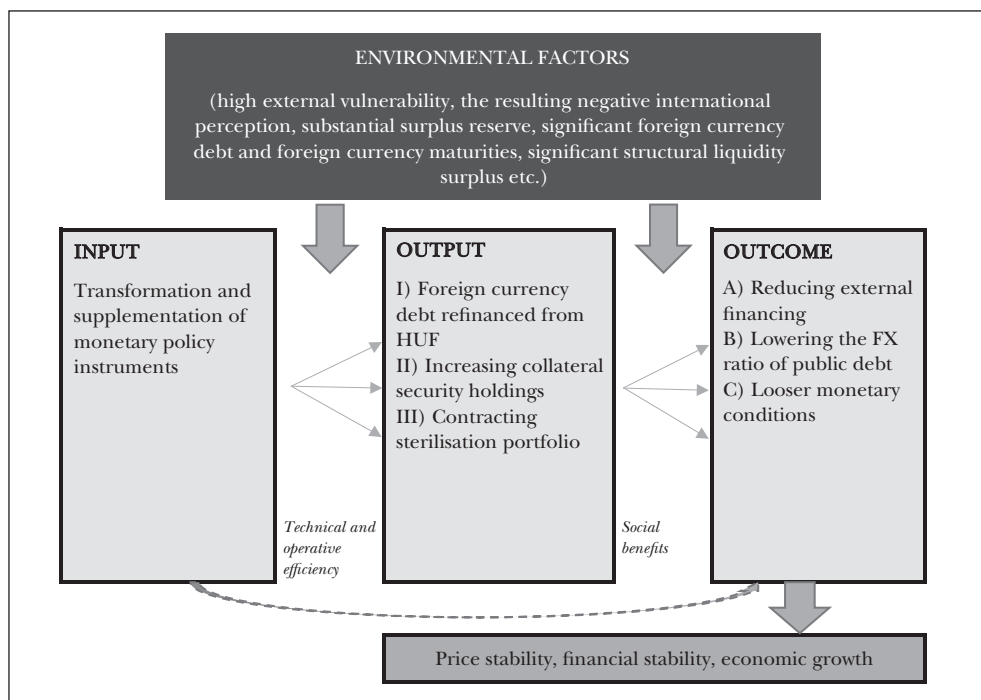 ENVIRONMENTAL FACTORS
(high external vulnerability, the resulting negative international
perception, substantial surplus reserve, significant foreign currency
debt and foreign currency maturities, significant structural liquidity
surplus etc.)
INPUT
Transformation and
supplementation of
monetary policy
instruments
Technical and
operative
efficiency
OUTPUT
I) Foreign currency
debt refinanced from
HUF
II) Increasing collateral
security holdings
III) Contracting
sterilisation portfolio
Social
benefits
OUTCOME
A) Reducing external
financing
B) Lowering the FX
ratio of public debt
C) Looser monetary
conditions
Price stability, financial stability, economic growth